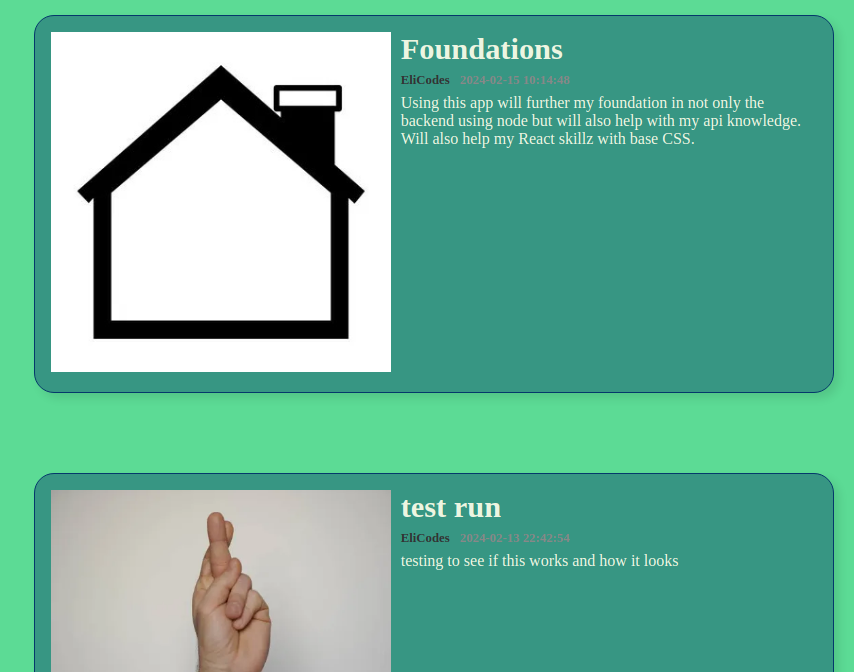 Foundations
EliCodes 2024-02-15 10:14:48
Using this app will further my foundation in not only the
backend using node but will also help with my api knowledge.
Will also help my React skillz with base CSS.
test run
EliCodes 2024-02-13 22:42:54
testing to see if this works and how it looks